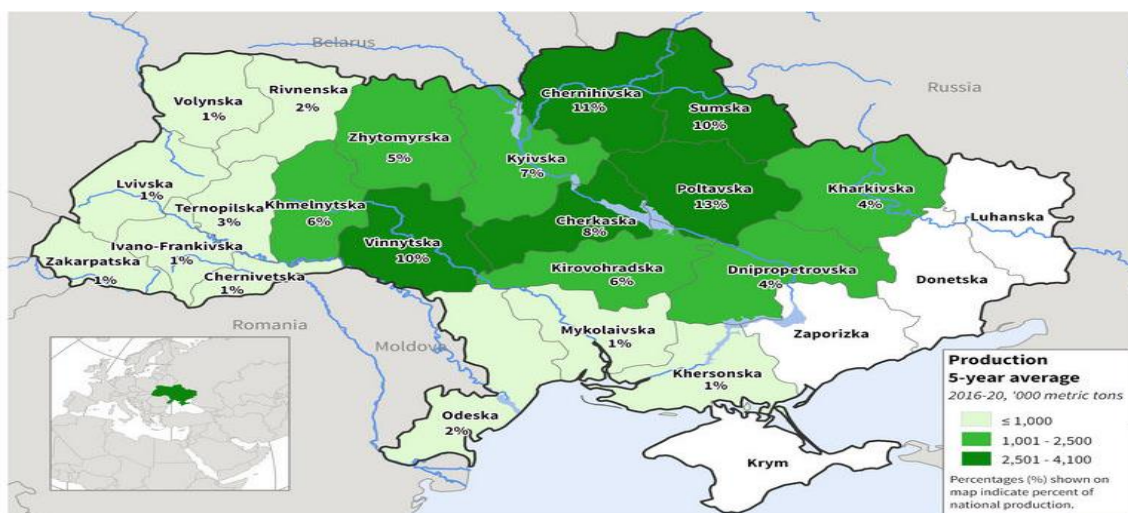 Belarus
Russia
Volynska
1%
Rivnenska
2%
Zhytomyrska
5%
Kyivska
7%
Chernihivska
11%
Sumska
10%
Lvivska
1%
Ternopilska
3%
Khmelnytska
6%
Vinnytska
10%
Cherkaska
8%
Poltavska
13%
Kharkivska
4%
Luhanska
Zakarpatska
1%
Ivano-Frankivska
1%
Chernivetska
1%
Kirovohradska
6%
Dnipropetrovska
4%
Donetska
Romania
Moldova
Mykolaivska
1%
Zaporizka
Khersonska
1%
Odeska
2%
Krym
Production
5-year average
2016-20, '000 metric tons
≤ 1,000
1,001 - 2,500
2,501 - 4,100
Percentages (%) shown on
map indicate percent of
national production.